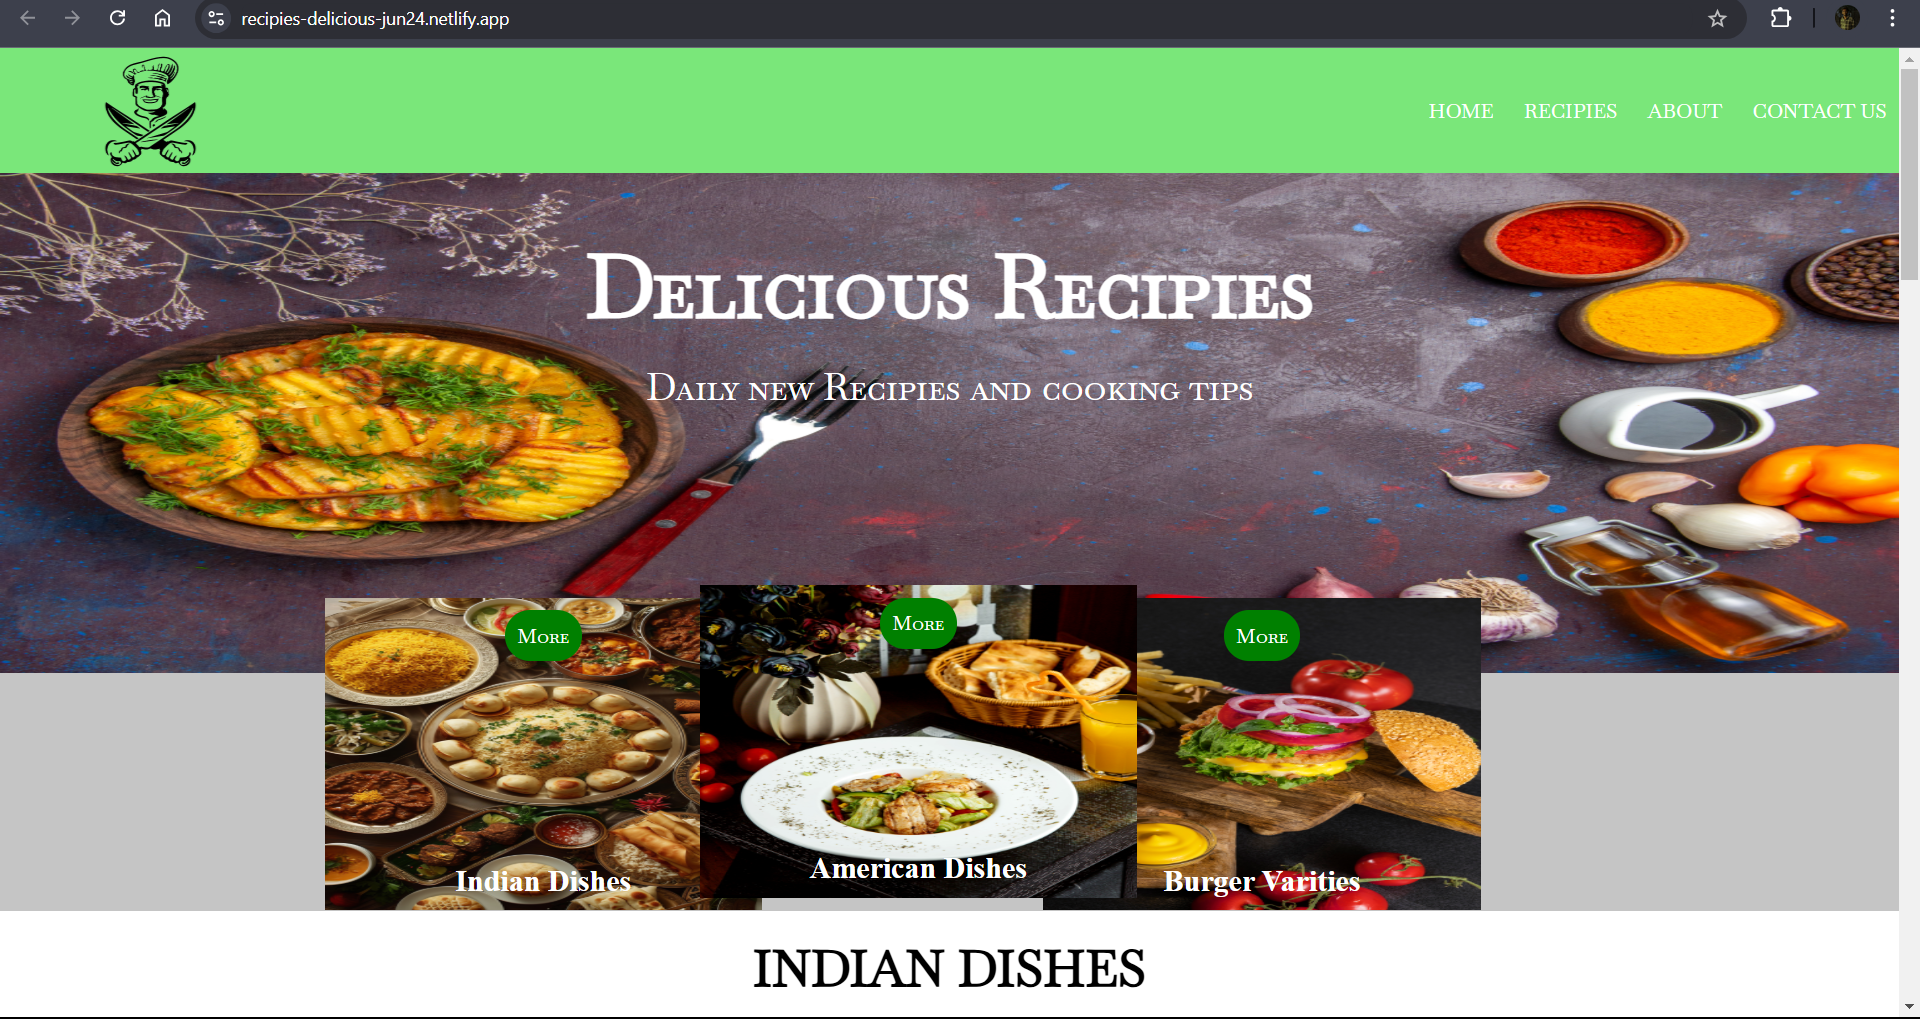 recipies-delicious-jun24.netlify.app
HOME RECIPIES ABOUT CONTACT US
Delicious Recipies
Daily new Recipies and cooking tips
More
More
More
Indian Dishes
American Dishes
Burger Varities
INDIAN DISHES